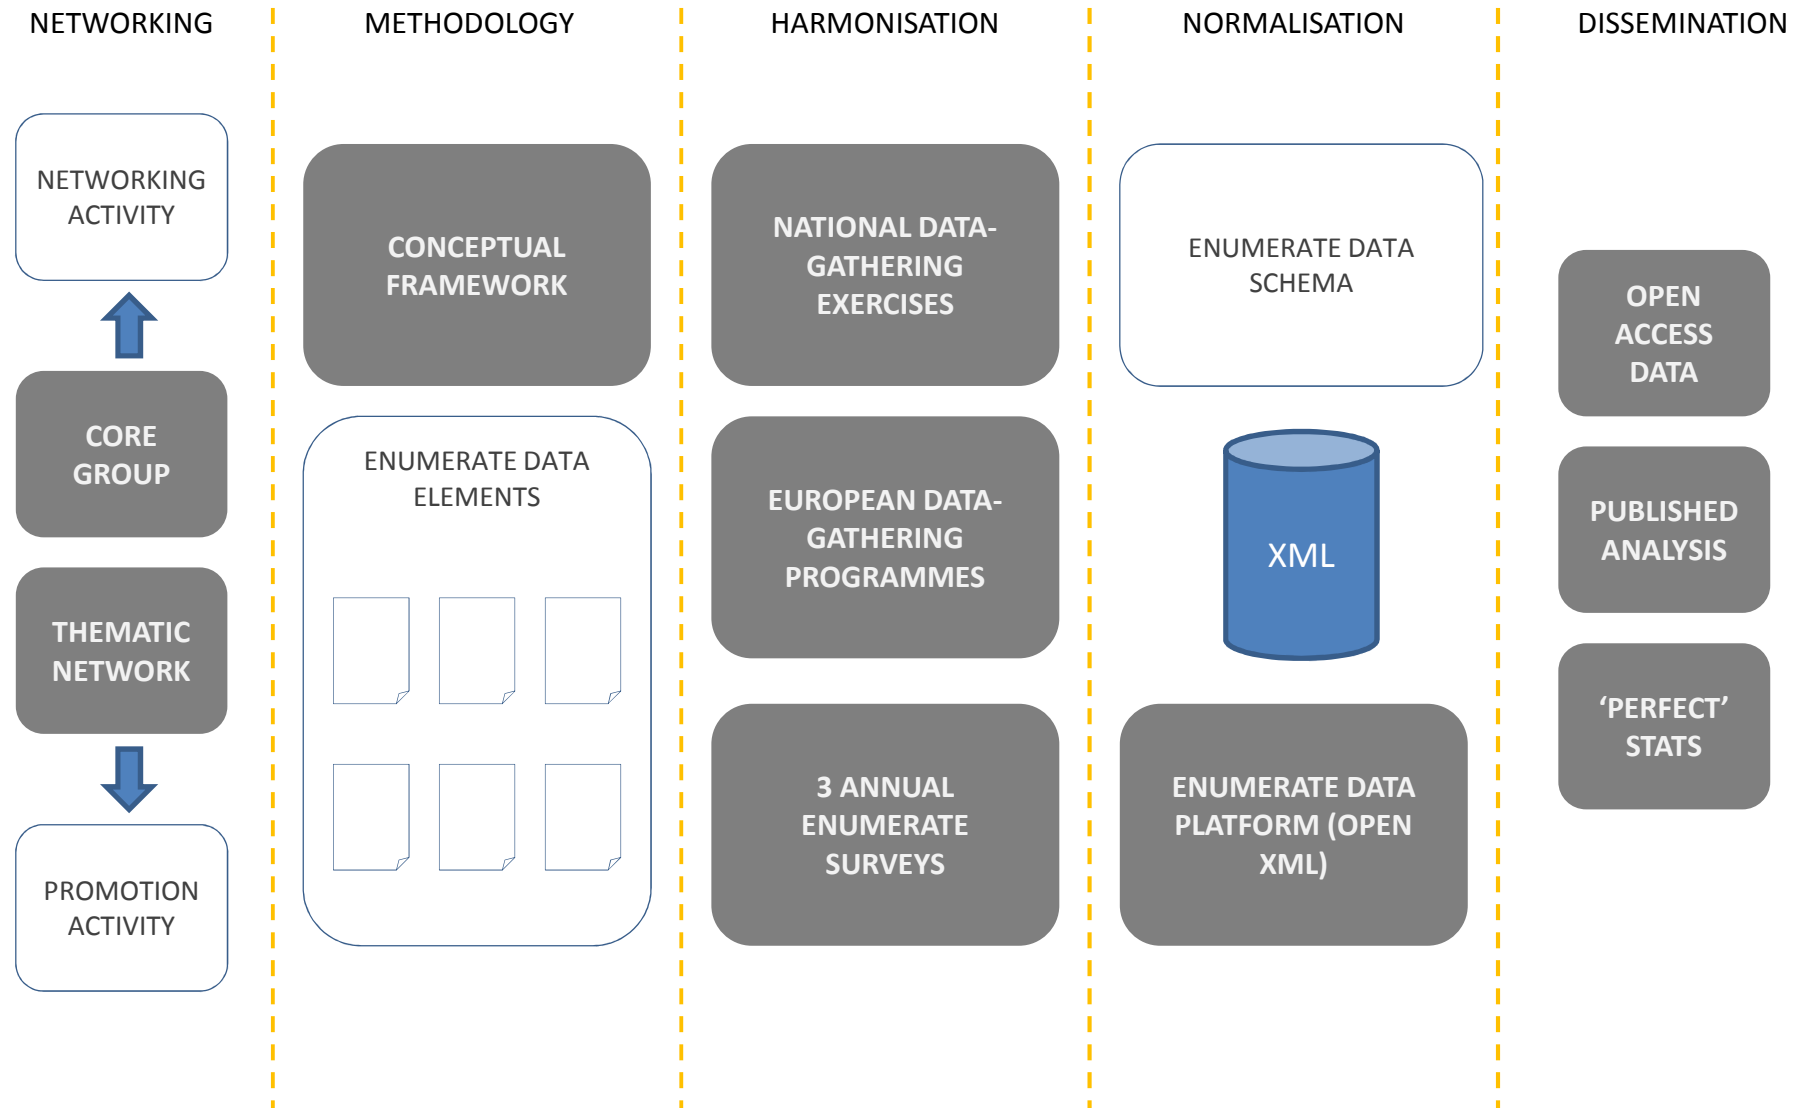 NETWORKING
METHODOLOGY
HARMONISATION
NORMALISATION
DISSEMINATION
NETWORKING
ACTIVITY
CORE
GROUP
THEMATIC
NETWORK
PROMOTION
ACTIVITY
CONCEPTUAL
FRAMEWORK
ENUMERATE DATA
ELEMENTS
NATIONAL DATA-
GATHERING
EXERCISES
EUROPEAN DATA-
GATHERING
PROGRAMMES
3 ANNUAL
ENUMERATE
SURVEYS
ENUMERATE DATA
SCHEMA
XML
ENUMERATE DATA
PLATFORM (OPEN
XML)
OPEN
ACCESS
DATA
PUBLISHED
ANALYSIS
‘PERFECT’
STATS